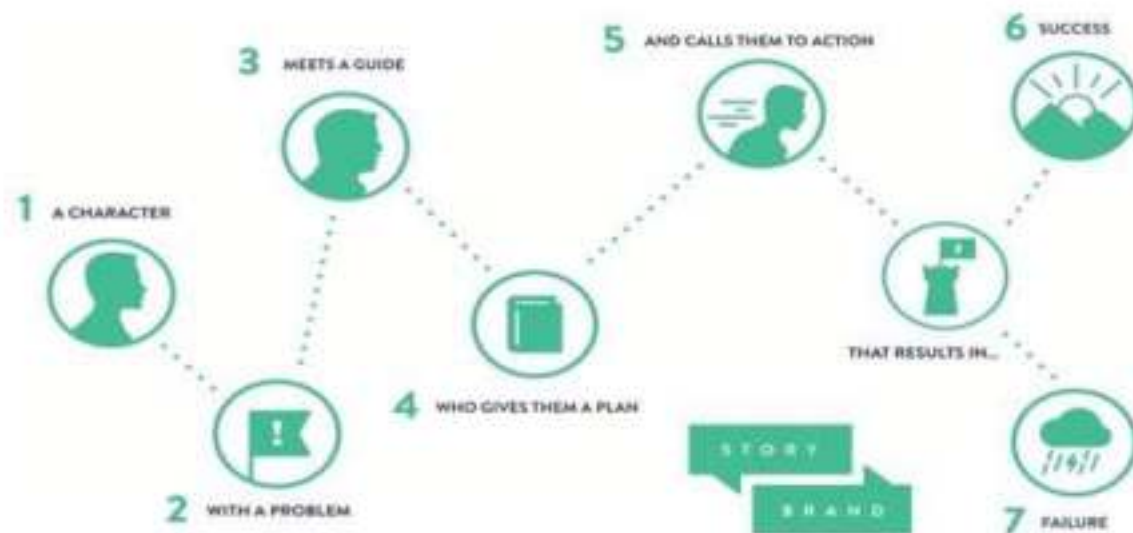 1 A CHARACTER
2 WITH A PROBLEM
3 MEETS A GUIDE
4 WHO GIVES THEM A PLAN
5 AND CALLS THEM TO ACTION
THAT RESULTS IN...
6 SUCCESS
7 FAILURE
STORY
BRAND